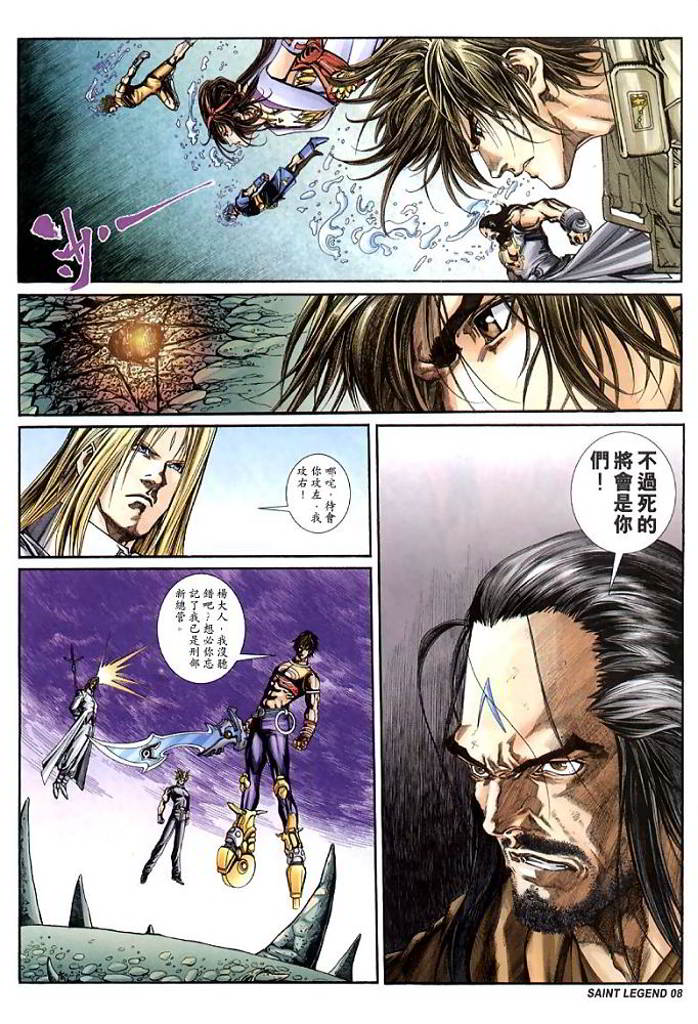 沙
不過死的
將會是你
們！
哪吒，待會
你攻左，我
攻右！
楊大人，我沒聽
錯吧？想必你忘
記了我已是刑部
新總管。
SAINT LEGEND 08